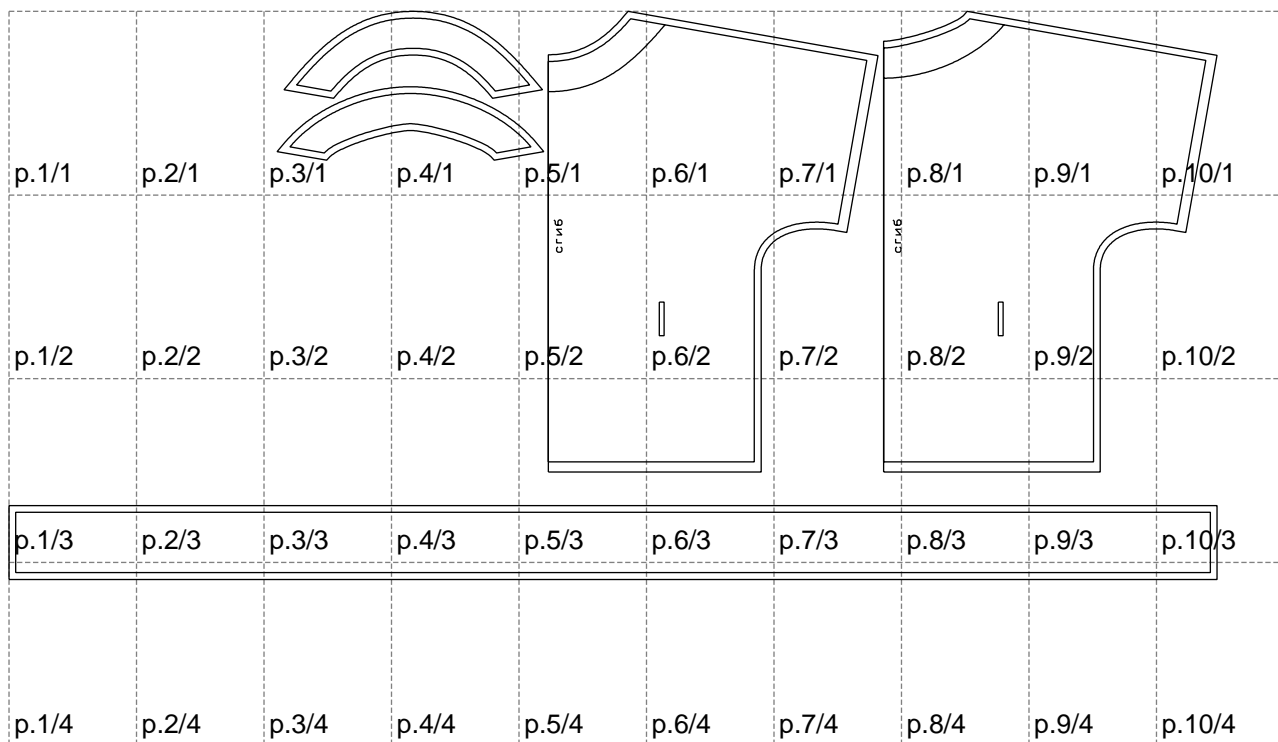 p.1/1 p.2/1 p.3/1 p.4/1 p.5/1 p.6/1 p.7/1 p.8/1 p.9/1 p.10/1
сгиб сгиб
p.1/2 p.2/2 p.3/2 p.4/2 p.5/2 p.6/2 p.7/2 p.8/2 p.9/2 p.10/2
p.1/3 p.2/3 p.3/3 p.4/3 p.5/3 p.6/3 p.7/3 p.8/3 p.9/3 p.10/3
p.1/4 p.2/4 p.3/4 p.4/4 p.5/4 p.6/4 p.7/4 p.8/4 p.9/4 p.10/4